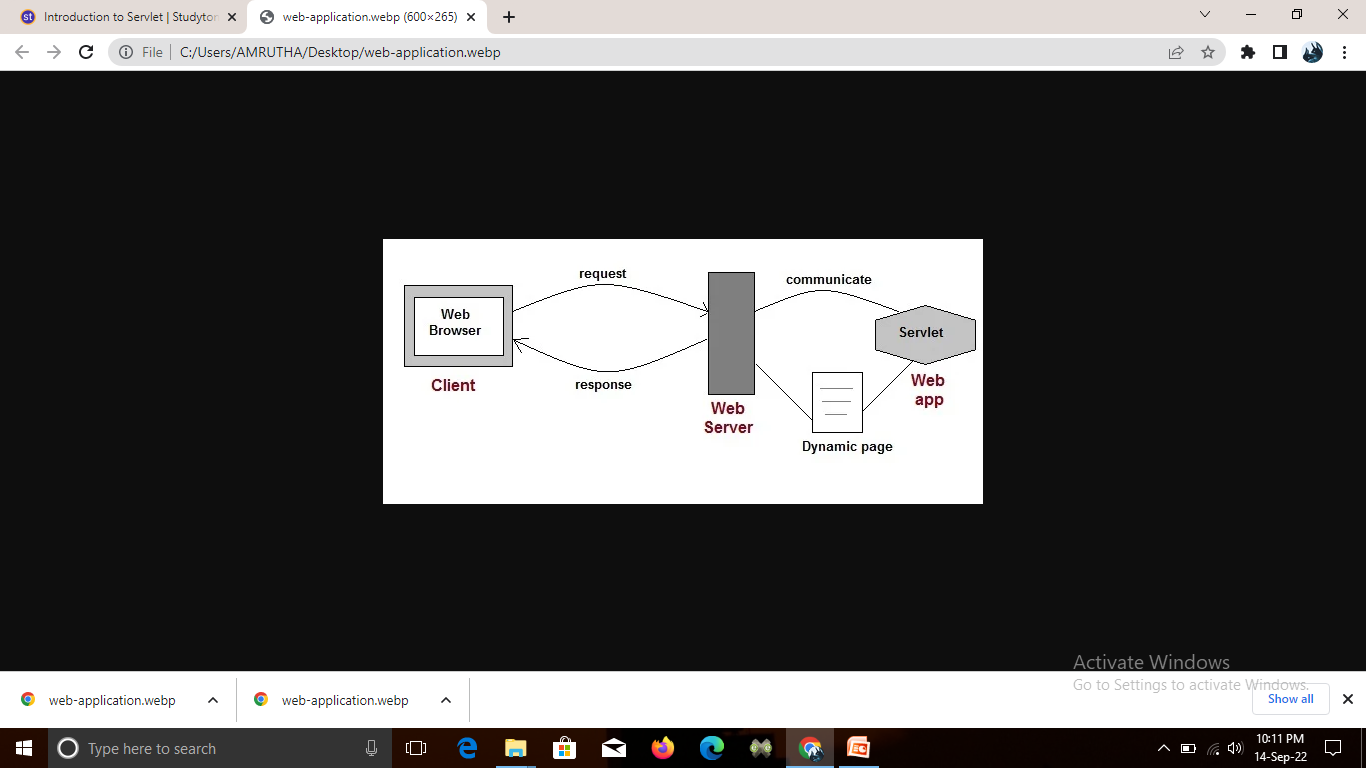 st Introduction to Servlet | Studyton
web-application.webp (600×265)
File | C:/Users/AMRUTHA/Desktop/web-application.webp
request
communicate
Web
Browser
Servlet
Client
response
Web
app
Web
Server
Dynamic page
Activate Windows
Go to Settings to activate Windows.
web-application.webp
web-application.webp
Show all
Type here to search
10:11 PM
14-Sep-22